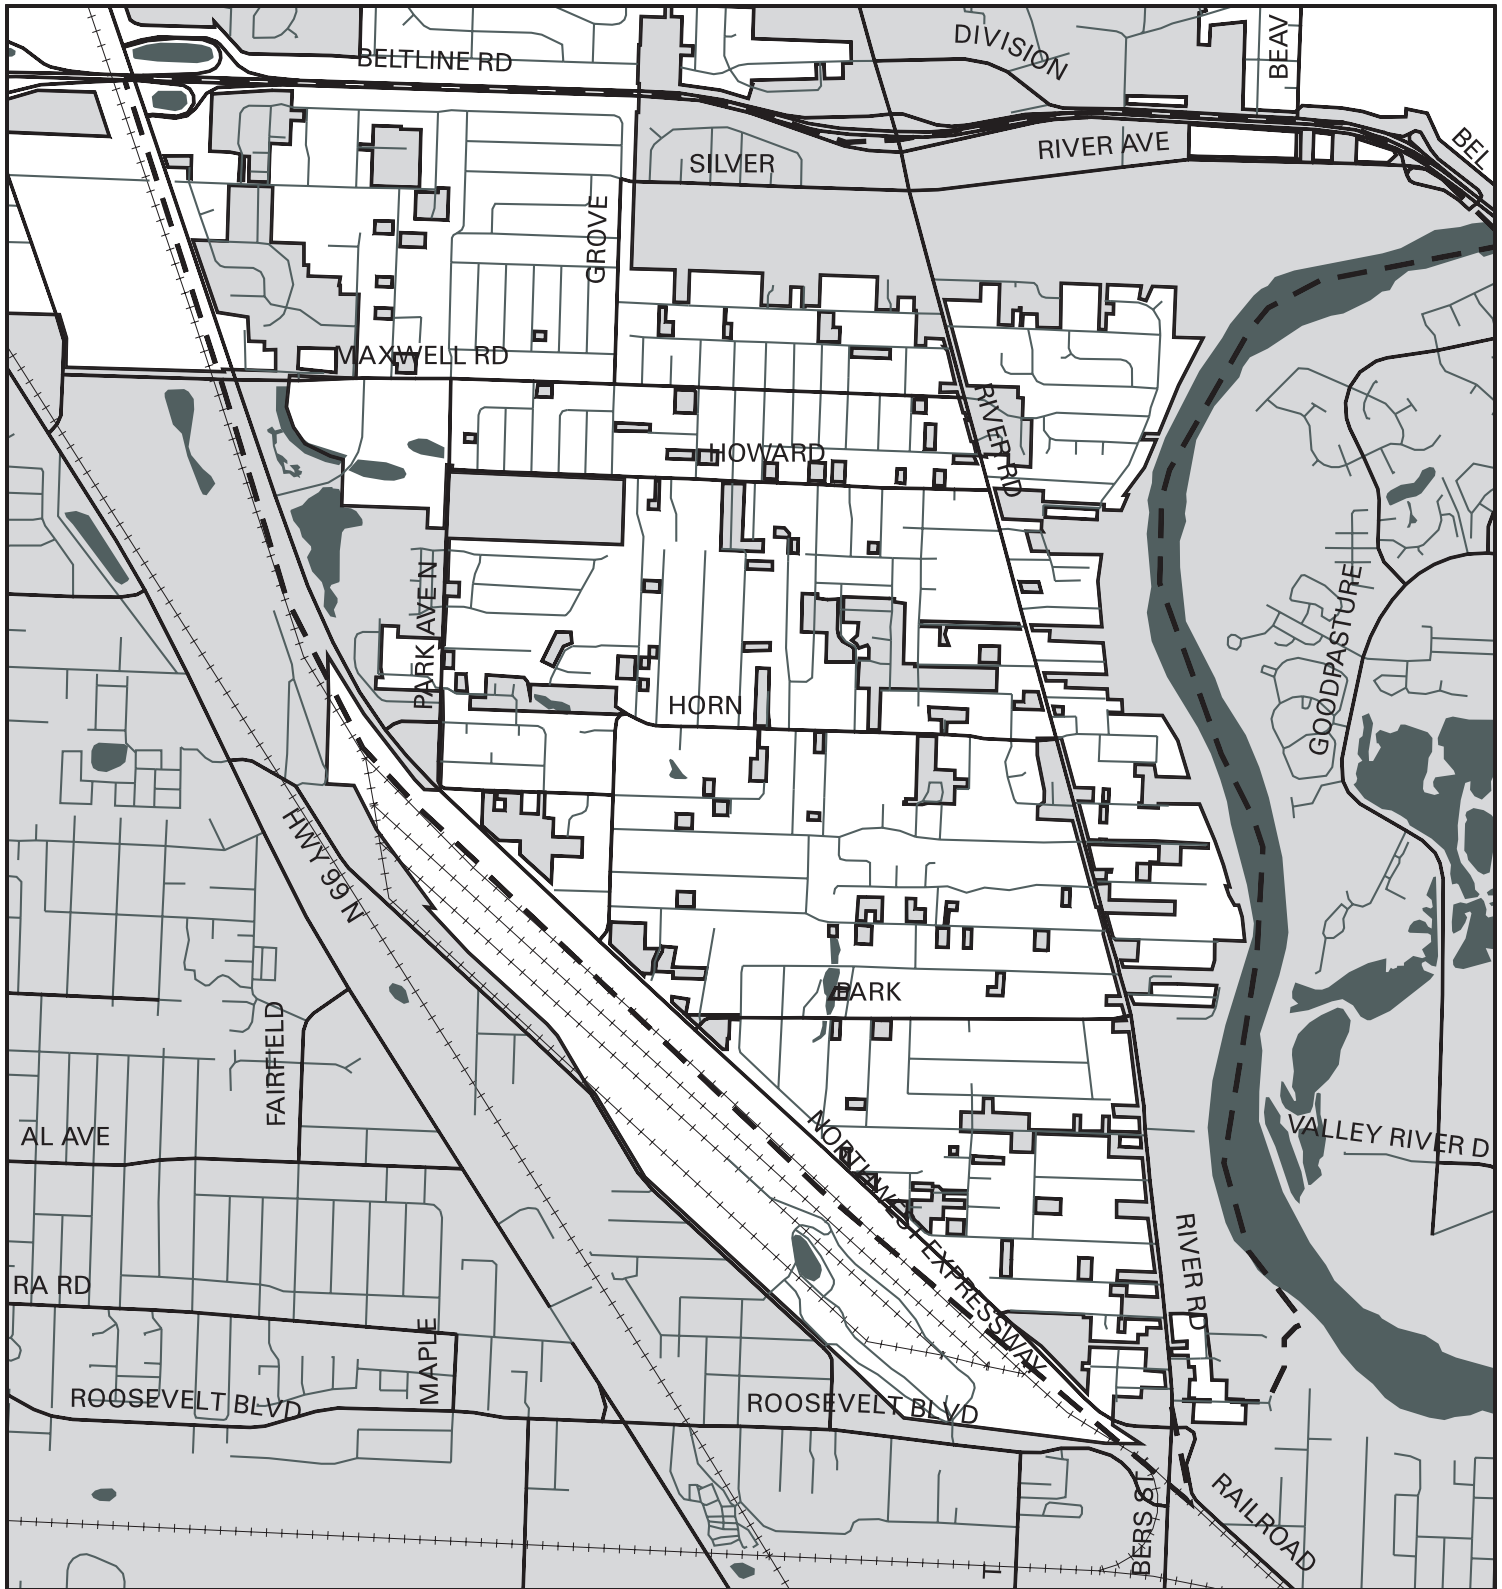 BELTLINE RD
DIVISION
BEAV
BEL
SILVER
RIVER AVE
GROVE
MAXWELL RD
RIVER RD
HOWARD
PARK AVE N
GOODPASTURE
HORN
HWY 99 N
PARK
FAIRFIELD
AL AVE
NORTHWEST EXPRESSWAY
VALLEY RIVER D
RIVER RD
RA RD
MAPLE
ROOSEVELT BLVD
ROOSEVELT BLVD
BERS ST
RAILROAD